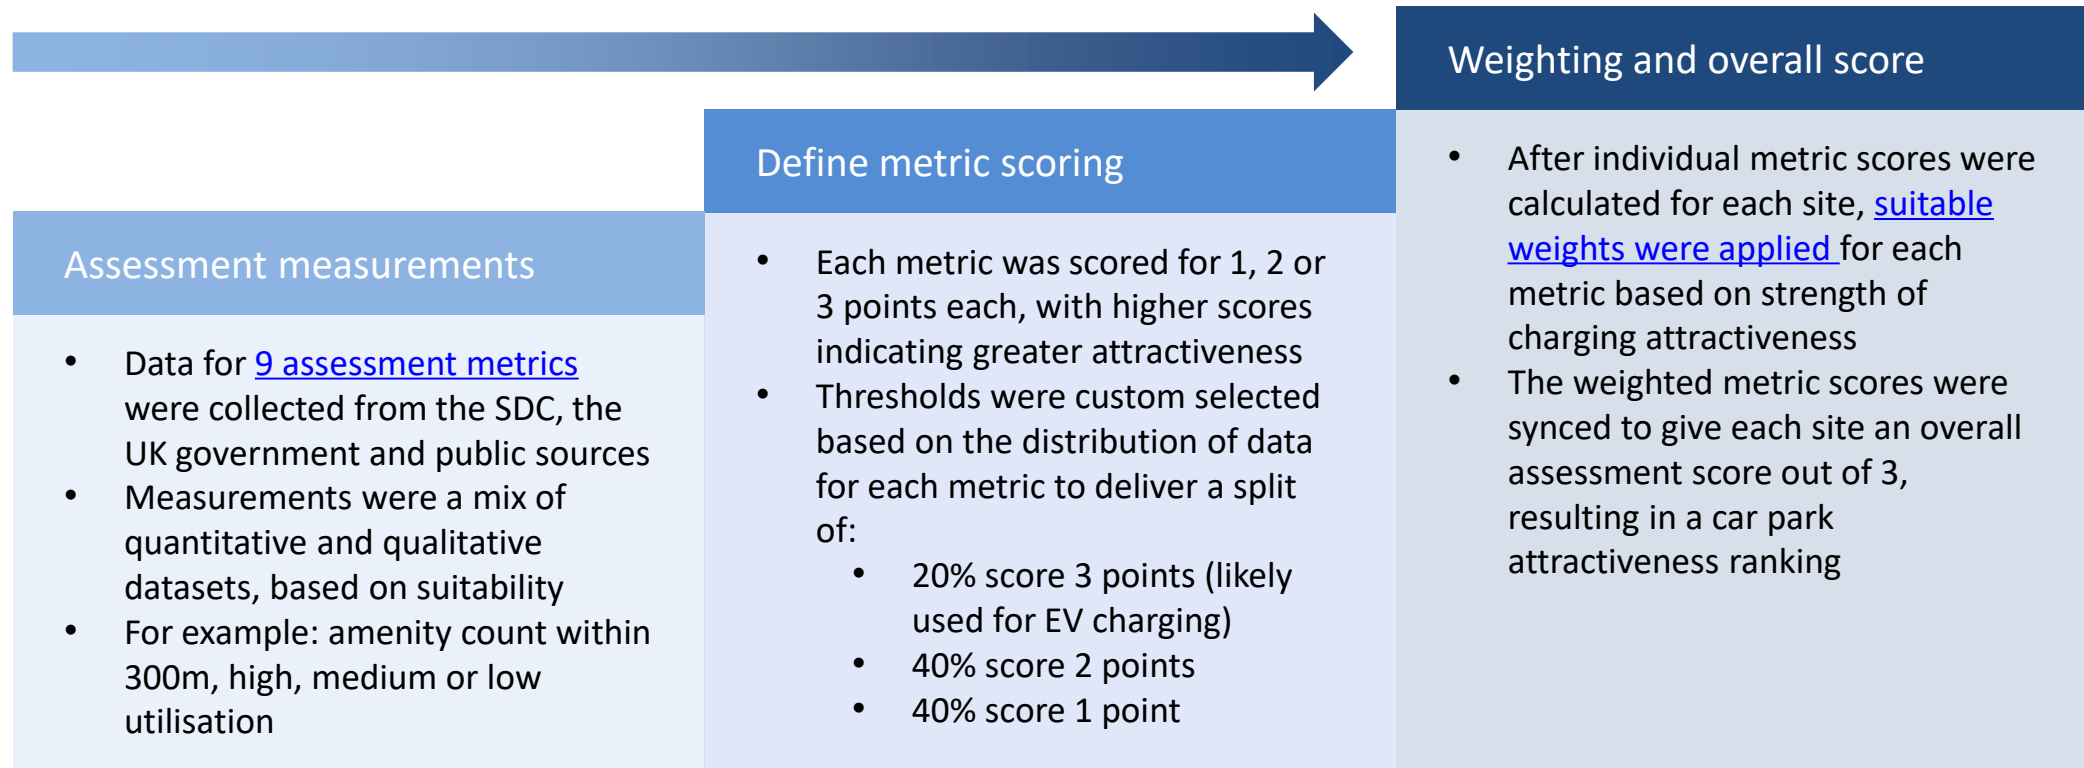 Assessment measurements
• Data for 9 assessment metrics
were collected from the SDC, the
UK government and public sources
• Measurements were a mix of
quantitative and qualitative
datasets, based on suitability
• For example: amenity count within
300m, high, medium or low
utilisation
Define metric scoring
• Each metric was scored for 1, 2 or
3 points each, with higher scores
indicating greater attractiveness
• Thresholds were custom selected
based on the distribution of data
for each metric to deliver a split
of:
• 20% score 3 points (likely
used for EV charging)
• 40% score 2 points
• 40% score 1 point
Weighting and overall score
• After individual metric scores were
calculated for each site, suitable
weights were applied for each
metric based on strength of
charging attractiveness
• The weighted metric scores were
synced to give each site an overall
assessment score out of 3,
resulting in a car park
attractiveness ranking